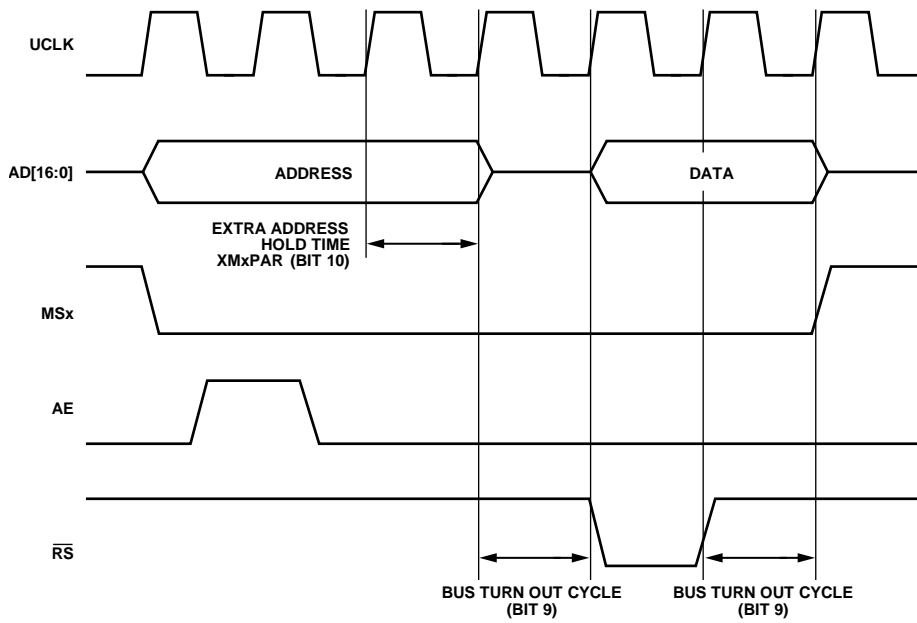 UCLK
AD[16:0]
ADDRESS
DATA
EXTRA ADDRESS
HOLD TIME
XMxPAR (BIT 10)
MSx
AE
RS
BUS TURN OUT CYCLE
(BIT 9)
BUS TURN OUT CYCLE
(BIT 9)